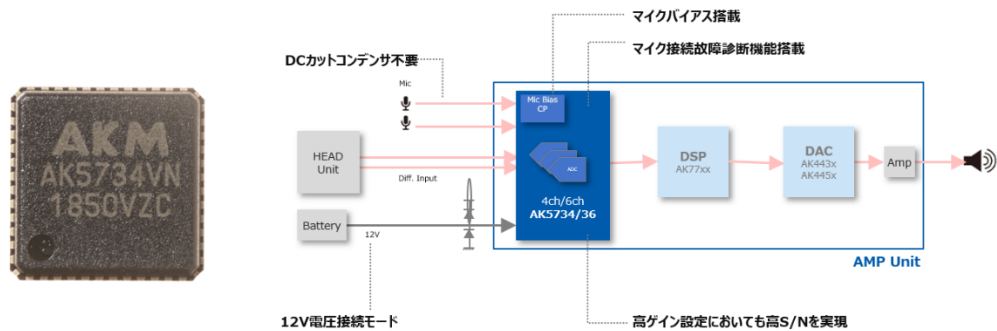 AKM
AK5734VN
1850VZC
マイクバイアス搭載
マイク接続故障診断機能搭載
DCカットコンデンサ不要
Mic
Mic Bias
CP
HEAD
Unit
Diff. Input
ADC
4ch/6ch
AK5734/36
DSP
AK77xx
DAC
AK443x
AK445x
Amp
Battery
12V
AMP Unit
12V電圧接続モード
高ゲイン設定においても高S/Nを実現